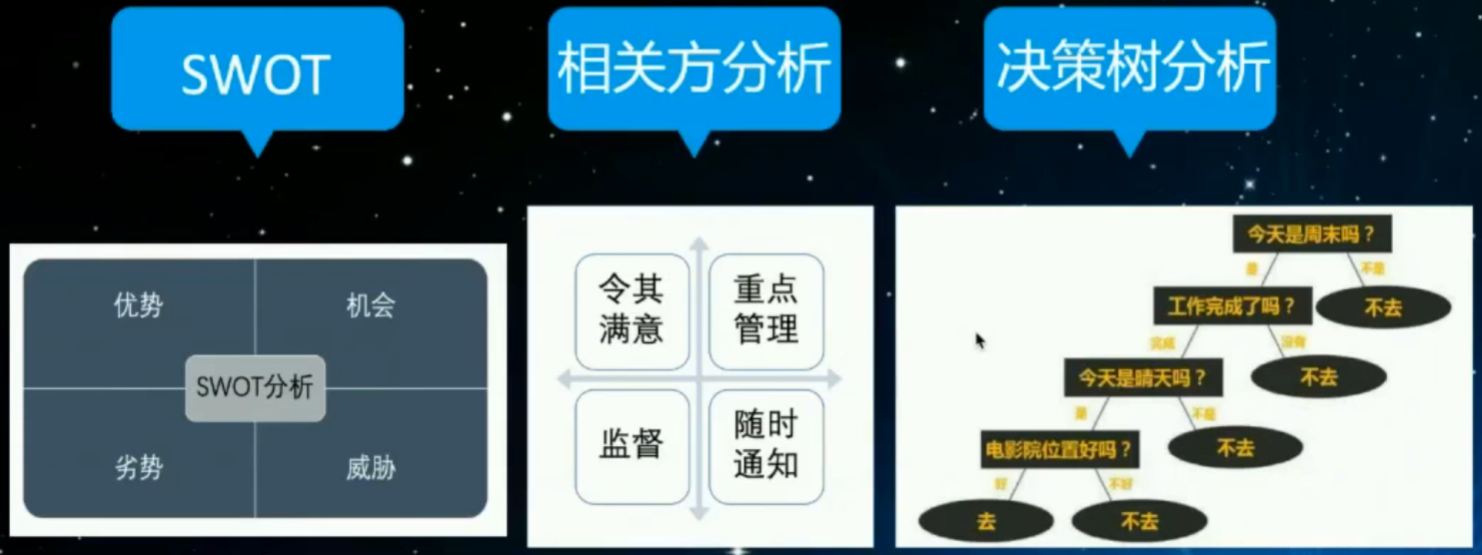 SWOT
相关方分析
决策树分析
优势
机会
SWOT分析
劣势
威胁
令其
满意
重点
管理
监督
随时
通知
今天是周末吗？
是
不是
工作完成了吗？
不去
完成
没有
今天是晴天吗？
不去
是
不是
电影院位置好吗？
不去
好
不好
去
不去